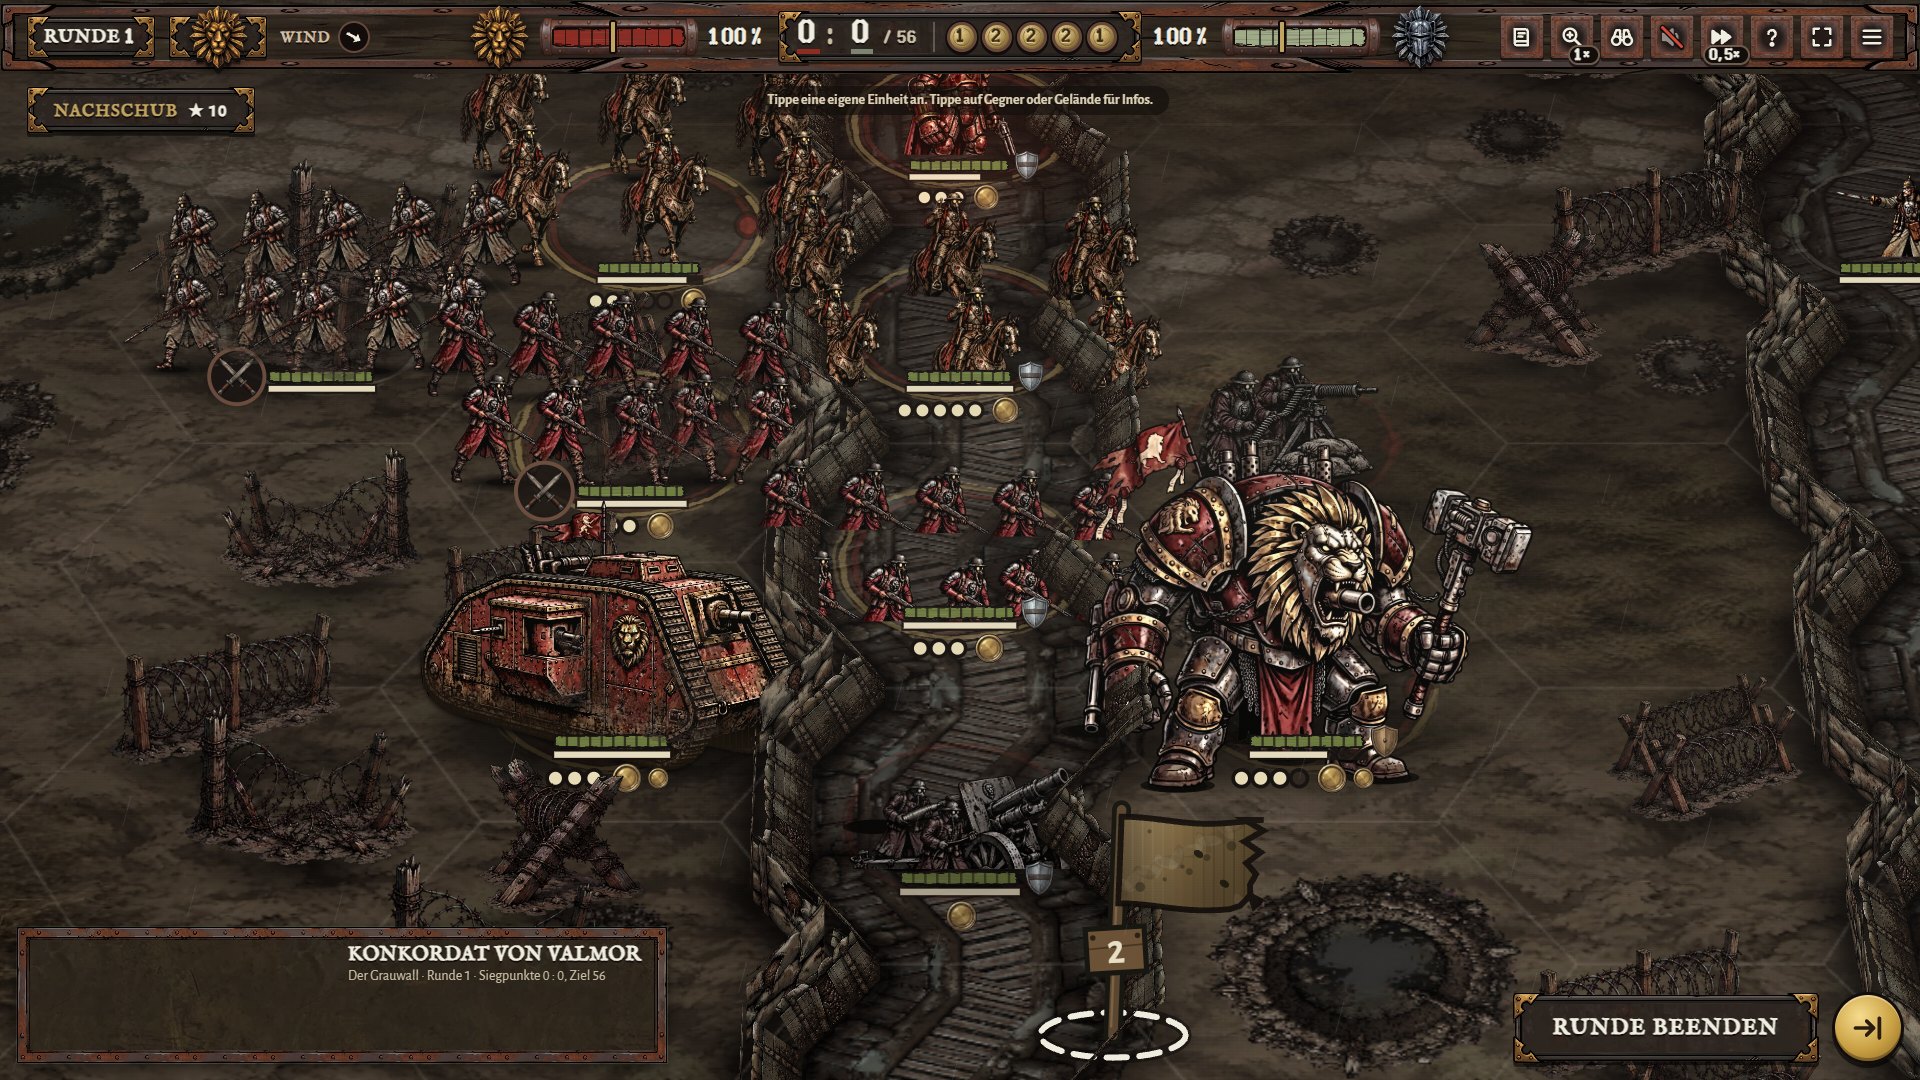 RUNDE 1
WIND
100 %
0 : 0 / 56
1 2 2 2 1
100 %
1×
0,5×
?
NACHSCHUB ★ 10
Tippe eine eigene Einheit an. Tippe auf Gegner oder Gelände für Infos.
2
KONKORDAT VON VALMOR
Der Grauwall · Runde 1 · Siegpunkte 0 : 0, Ziel 56
RUNDE BEENDEN